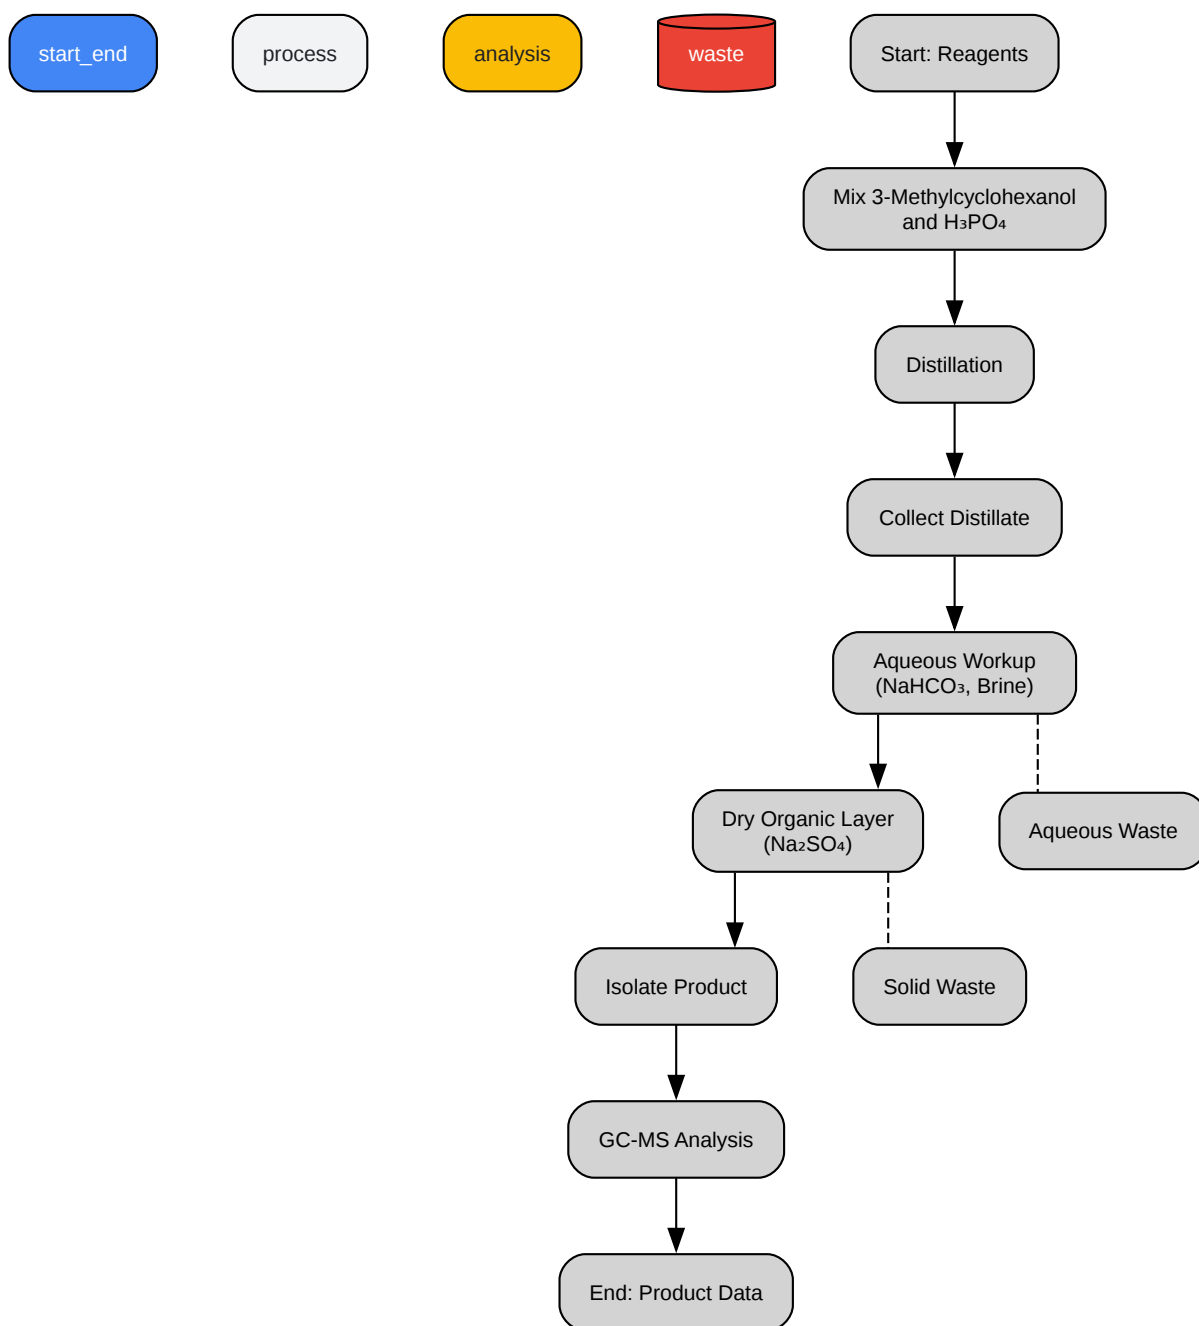 start_end
process
analysis
waste
Start: Reagents
Mix 3-Methylcyclohexanol
and H₃PO₄
Distillation
Collect Distillate
Aqueous Workup
(NaHCO₃, Brine)
Dry Organic Layer
(Na₂SO₄)
Aqueous Waste
Isolate Product
Solid Waste
GC-MS Analysis
End: Product Data